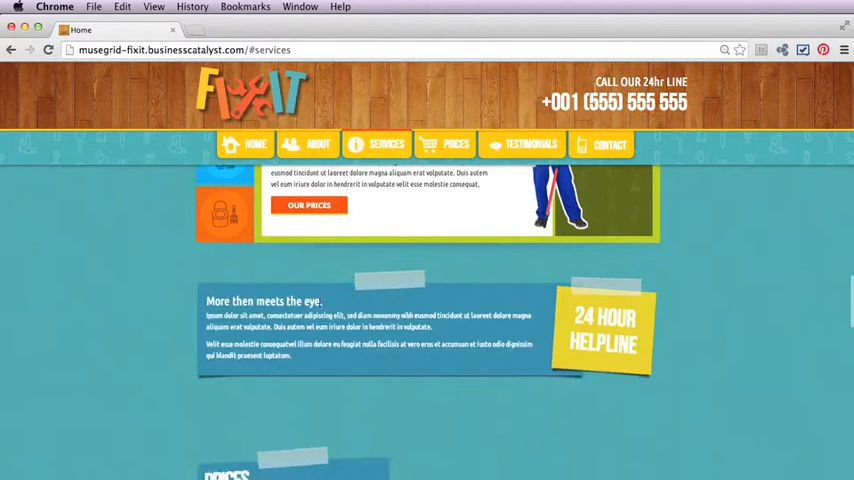 Chrome File Edit View History Bookmarks Window Help
Home
musegrid-fixit.businesscatalyst.com/#services
FIXIT
CALL OUR 24hr LINE
+001 (555) 555 555
HOME ABOUT SERVICES PRICES TESTIMONIALS CONTACT
eusmod tincidunt ut laoreet dolore magna
aliquam erat volutpate. Duis autem vel
vel eum iriure dolor in hendrerit in vulputate velit esse molestie consequat,
OUR PRICES
More then meets the eye.
Ipsum dolor sit amet, consectetuer adipiscing elit, sed diam nonummy nibh eusmod tincidunt ut laoreet dolore magna
aliquam erat volutpate. Duis autem vel eum iriure dolor in hendrerit in vulputate.
Velit esse molestie consequatvel illum dolore eu feugiat nulla facilisis at vero eros et accumsan et iusto odio dignissim
qui blandit praesent luptatum.
24 HOUR
HELPLINE
PRICES